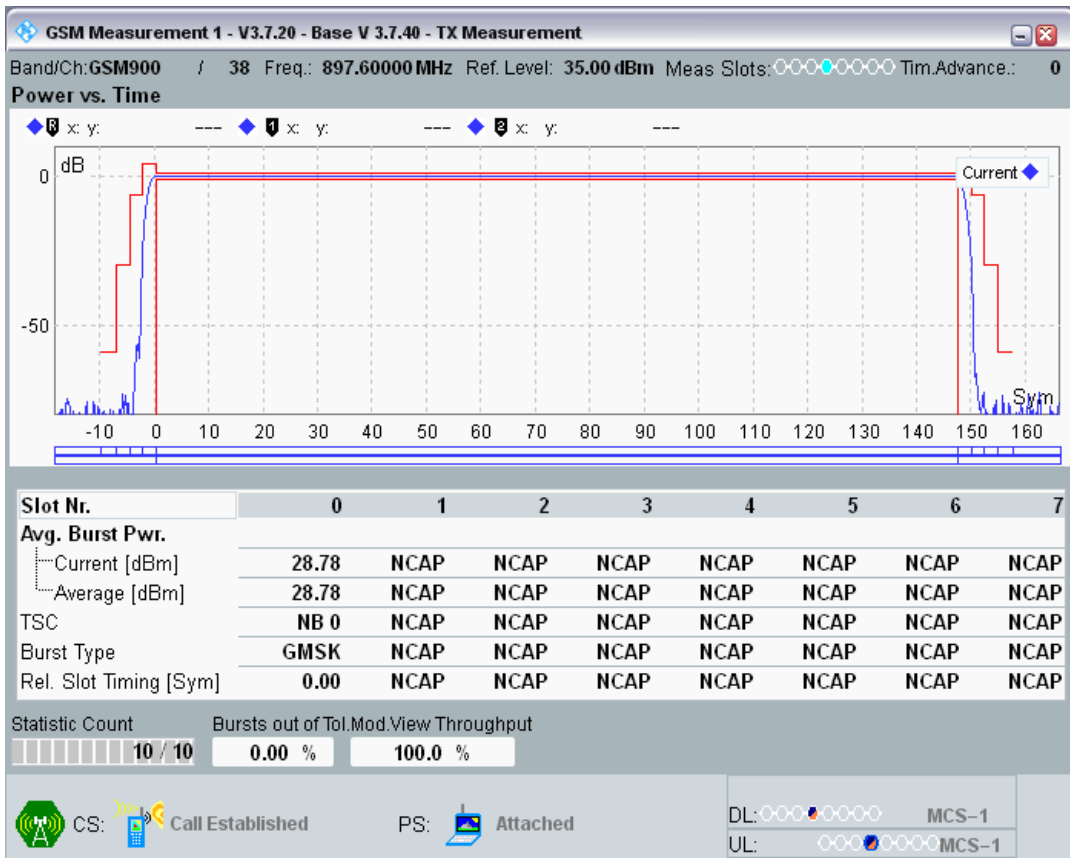 GSM Measurement 1 - V3.7.20 - Base V 3.7.40 - TX Measurement
Band/Ch:GSM900 / 38 Freq.: 897.60000 MHz Ref. Level: 35.00 dBm Meas Slots: Tim.Advance.: 0
Power vs. Time
R x: y: --- 1 x: y: --- 2 x: y: ---
dB
Current
0
-50
Sym
-10 0 10 20 30 40 50 60 70 80 90 100 110 120 130 140 150 160
Slot Nr. 0 1 2 3 4 5 6 7
Avg. Burst Pwr.
Current [dBm] 28.78 NCAP NCAP NCAP NCAP NCAP NCAP NCAP
Average [dBm] 28.78 NCAP NCAP NCAP NCAP NCAP NCAP NCAP
TSC NB 0 NCAP NCAP NCAP NCAP NCAP NCAP NCAP
Burst Type GMSK NCAP NCAP NCAP NCAP NCAP NCAP NCAP
Rel. Slot Timing [Sym] 0.00 NCAP NCAP NCAP NCAP NCAP NCAP NCAP
Statistic Count Bursts out of Tol.Mod.View Throughput
10 / 10 0.00 % 100.0 %
CS: Call Established PS: Attached
DL: MCS-1
UL: MCS-1